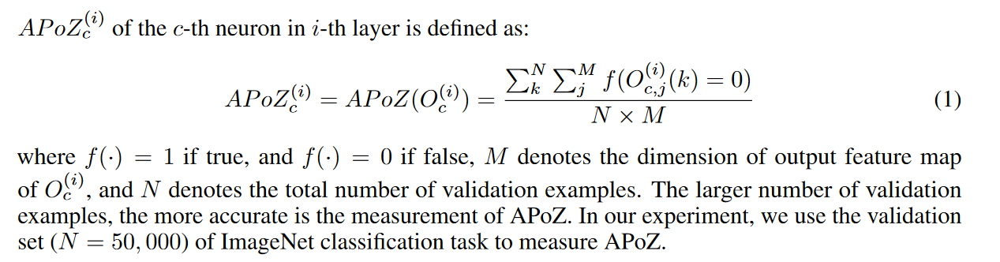 $APoZ_c^{(i)}$ of the $c$-th neuron in $i$-th layer is defined as:
$APoZ_c^{(i)} = APoZ(O_c^{(i)}) = \frac{\sum_k^N \sum_j^M f(O_{c,j}^{(i)}(k) = 0)}{N \times M}$ (1)
where $f(\cdot) = 1$ if true, and $f(\cdot) = 0$ if false, $M$ denotes the dimension of output feature map
of $O_c^{(i)}$, and $N$ denotes the total number of validation examples. The larger number of validation
examples, the more accurate is the measurement of APoZ. In our experiment, we use the validation
set ($N = 50,000$) of ImageNet classification task to measure APoZ.